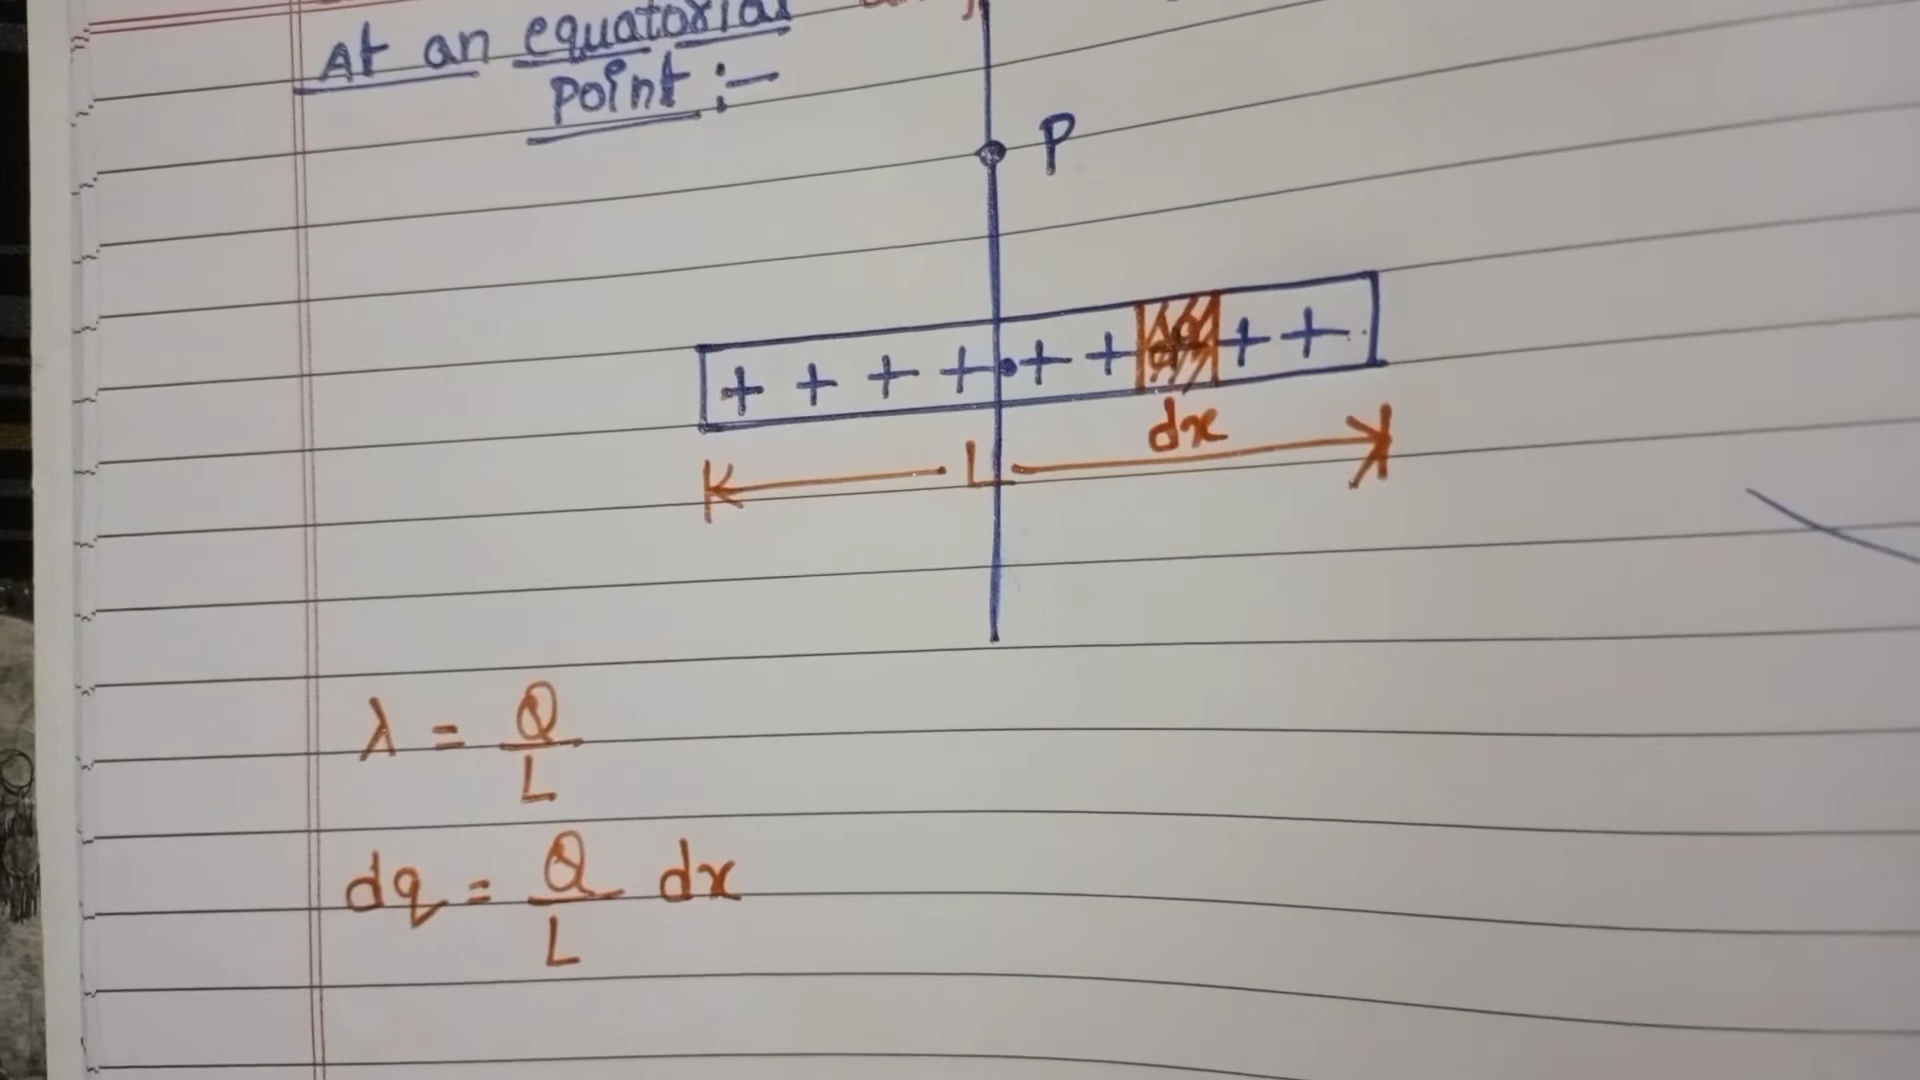 At an equatorial
point :-
P
+ + + + + + dq + +
dx
L
λ = Q/L
dq = Q/L dx